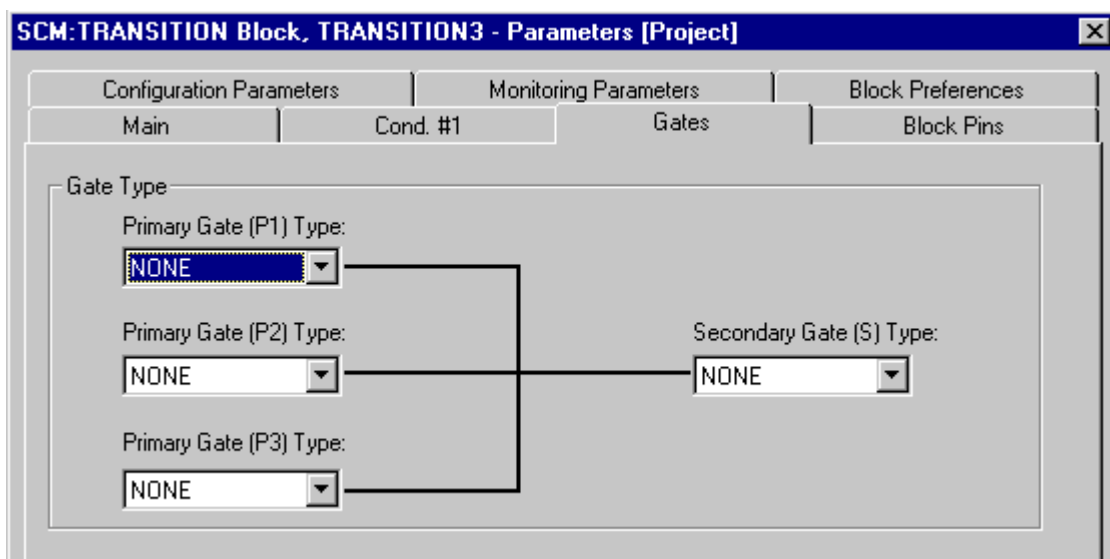 SCM:TRANSITION Block, TRANSITION3 - Parameters [Project]
Configuration Parameters Monitoring Parameters Block Preferences
Main Cond. #1 Gates Block Pins
Gate Type
Primary Gate (P1) Type:
NONE
Primary Gate (P2) Type: Secondary Gate (S) Type:
NONE NONE
Primary Gate (P3) Type:
NONE